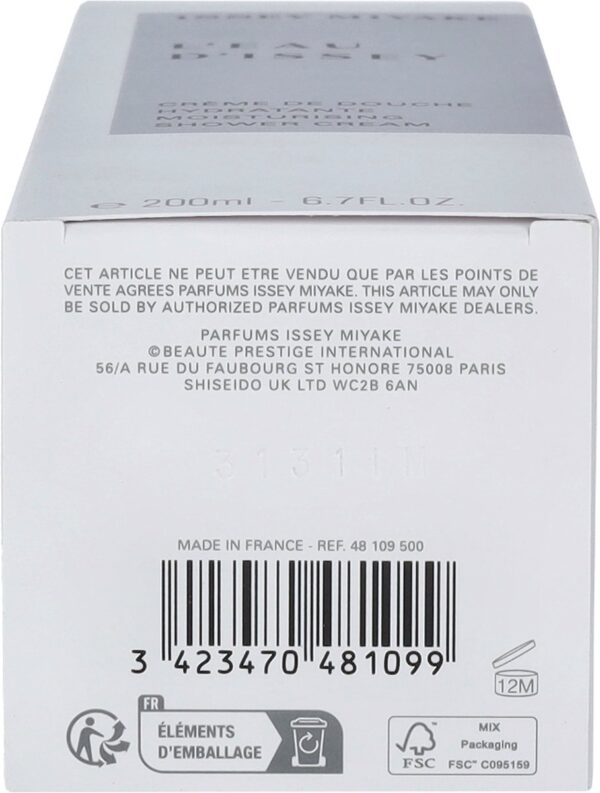 ISSEY MIYAKE
L'EAU
D'ISSEY
CRÈME DE DOUCHE
HYDRATANTE
MOISTURISING
SHOWER CREAM
e 200ml - 6.7FL.OZ.
CET ARTICLE NE PEUT ETRE VENDU QUE PAR LES POINTS DE
VENTE AGREES PARFUMS ISSEY MIYAKE. THIS ARTICLE MAY ONLY
BE SOLD BY AUTHORIZED PARFUMS ISSEY MIYAKE DEALERS.
PARFUMS ISSEY MIYAKE
©BEAUTE PRESTIGE INTERNATIONAL
56/A RUE DU FAUBOURG ST HONORE 75008 PARIS
SHISEIDO UK LTD WC2B 6AN
MADE IN FRANCE - REF. 48 109 500
3 423470 481099
12M
FR
ÉLÉMENTS
D'EMBALLAGE
FSC
MIX
Packaging
FSC™ C095159